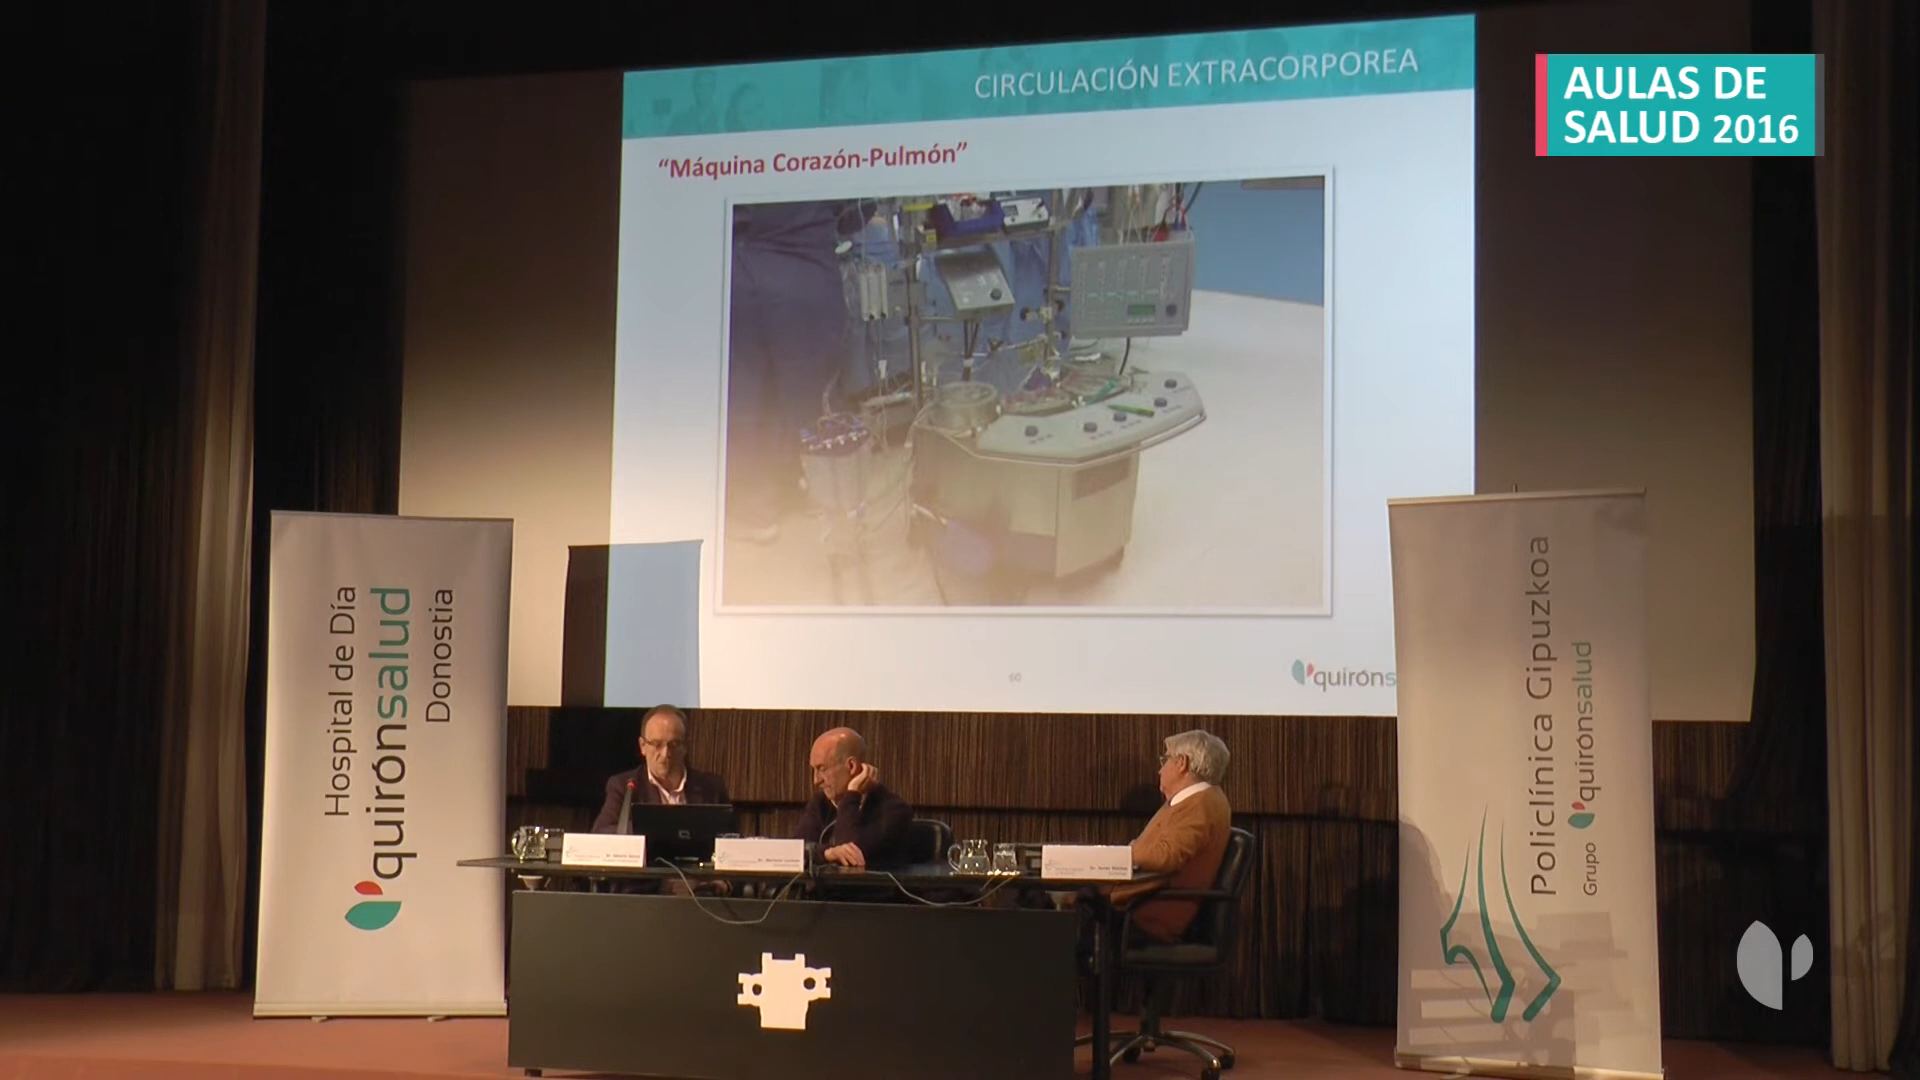 CIRCULACIÓN EXTRACORPOREA
“Máquina Corazón-Pulmón”
60
quiróns
AULAS DE
SALUD 2016
Hospital de Día
quirónsalud
Donostia
Policlínica Gipuzkoa
Grupo quirónsalud